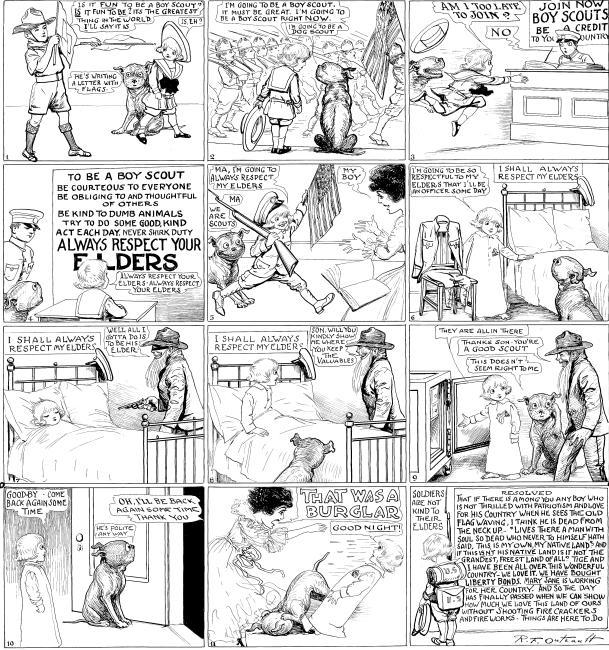 IS IT FUN TO BE A BOY SCOUT?
IS IT FUN TO BE? ITS THE GREATEST
THING IN THE WORLD
I'LL SAY IT IS
IS. EH?
HE'S WRITING
A LETTER WITH
FLAGS.
1
I'M GOING TO BE A BOY SCOUT.
IT MUST BE GREAT. I'M GOING TO
BE A BOY SCOUT RIGHT NOW.
I'M GOING TO BE A
DOG SCOUT
2
AM I TOO LATE
TO JOIN?
NO
JOIN NOW
BOY SCOUTS
BE A CREDIT
TO YOUR COUNTRY
3
TO BE A BOY SCOUT
BE COURTEOUS TO EVERYONE
BE OBLIGING TO AND THOUGHTFUL
OF OTHERS
BE KIND TO DUMB ANIMALS
TRY TO DO SOME GOOD, KIND
ACT EACH DAY. NEVER SHIRK DUTY
ALWAYS RESPECT YOUR
ELDERS
ALWAYS RESPECT YOUR
ELDERS - ALWAYS RESPECT
YOUR ELDERS
4
MA, I'M GOING TO
ALWAYS RESPECT
MY ELDERS
MA
WE ARE
SCOUTS
MY
BOY
5
I'M GOING TO BE SO
RESPECTFUL TO MY
ELDERS THAT I'LL BE
AN OFFICER SOME DAY
I SHALL ALWAYS
RESPECT MY ELDERS
6
I SHALL ALWAYS
RESPECT MY ELDERS
WELL ALL I
GOTTA DO IS
TO BE HIS
ELDER
7
I SHALL ALWAYS
RESPECT MY ELDERS
SON, WILL YOU
KINDLY SHOW
ME WHERE
YOU KEEP
THE
VALUABLES
8
THEY ARE ALL IN THERE
THANKS SON - YOU'RE
A GOOD SCOUT
THIS DOESN'T
SEEM RIGHT TO ME
9
GOOD-BY - COME
BACK AGAIN SOME
TIME
OH, I'LL BE BACK
AGAIN SOME TIME
THANK YOU
HE'S POLITE
ANY WAY
10
THAT WAS A
BURGLAR
GOOD NIGHT!
11
SOLDIERS
ARE NOT
KIND
TO THEIR
ELDERS
U S
U.S
RESOLVED
THAT IF THERE IS AMONG YOU ANY BOY WHO
IS NOT THRILLED WITH PATRIOTISM AND LOVE
FOR HIS COUNTRY WHEN HE SEES THE OLD
FLAG WAVING, I THINK HE IS DEAD FROM
THE NECK UP - "LIVES THERE A MAN WITH
SOUL SO DEAD WHO NEVER TO HIMSELF HATH
SAID, THIS IS MY OWN, MY NATIVE LAND?" AND
IF THIS IS HIS NATIVE LAND IS IT NOT THE
GRANDEST, FREEST LAND OF ALL? TIGE AND
I HAVE BEEN ALL OVER THIS WONDERFUL
COUNTRY - WE LOVE IT. WE HAVE BOUGHT
LIBERTY BONDS. MARY JANE IS WORKING
FOR HER COUNTRY. AND SO THE DAY
HAS FINALLY PASSED WHEN WE CAN SHOW
HOW MUCH WE LOVE THIS LAND OF OURS
WITHOUT SHOOTING FIRE CRACKERS
AND FIRE WORKS - THINGS ARE HERE TO DO
R.F. Outcault